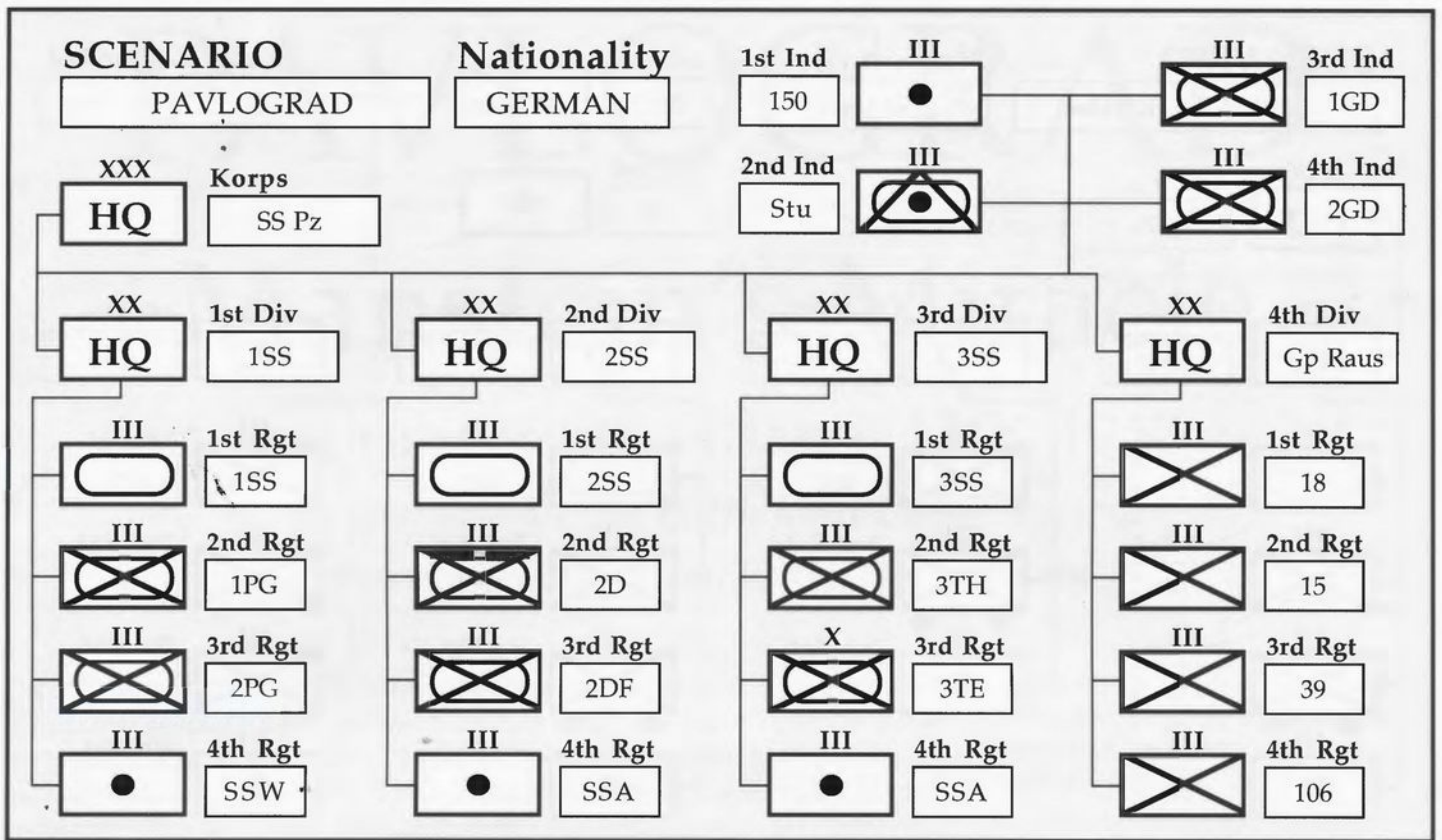 SCENARIO
PAVLOGRAD
Nationality
GERMAN
1st Ind
150
III
III
3rd Ind
1GD
2nd Ind
Stu
III
III
4th Ind
2GD
XXX
HQ
Korps
SS Pz
XX
HQ
1st Div
1SS
III
1st Rgt
1SS
III
2nd Rgt
1PG
III
3rd Rgt
2PG
III
4th Rgt
SSW
XX
HQ
2nd Div
2SS
III
1st Rgt
2SS
III
2nd Rgt
2D
III
3rd Rgt
2DF
III
4th Rgt
SSA
XX
HQ
3rd Div
3SS
III
1st Rgt
3SS
III
2nd Rgt
3TH
X
3rd Rgt
3TE
III
4th Rgt
SSA
XX
HQ
4th Div
Gp Raus
III
1st Rgt
18
III
2nd Rgt
15
III
3rd Rgt
39
III
4th Rgt
106